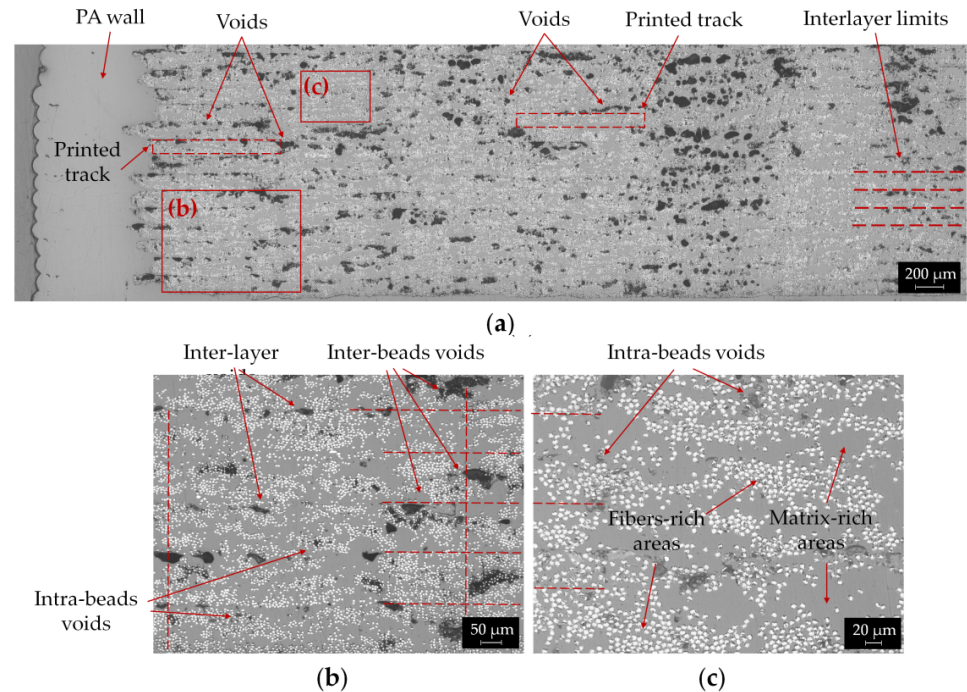 PA wall
Voids
Voids
Printed track
Interlayer limits
(c)
Printed
track
(b)
200 µm
(a)
Inter-layer
Inter-beads voids
Intra-beads voids
Fibers-rich
areas
Matrix-rich
areas
Intra-beads
voids
50 µm
20 µm
(b)
(c)